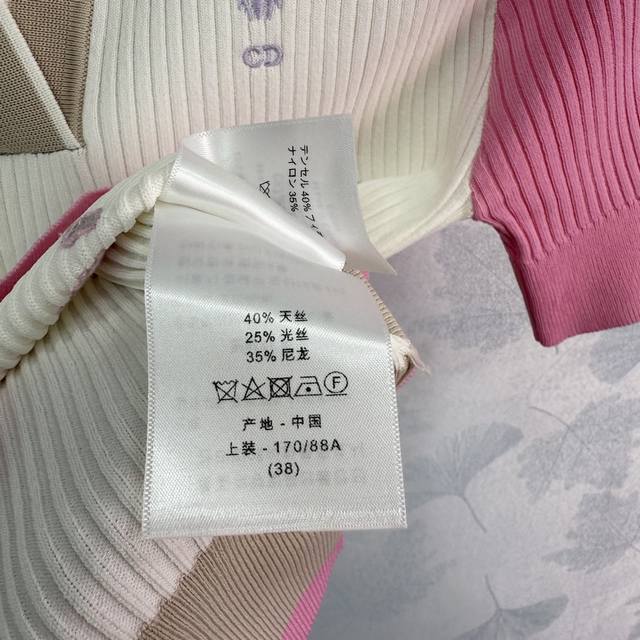 CD
テンセル 40%
ナイロン 35%
40% 天丝
25% 光丝
35% 尼龙
F
产地 - 中国
上装 - 170/88A
(38)